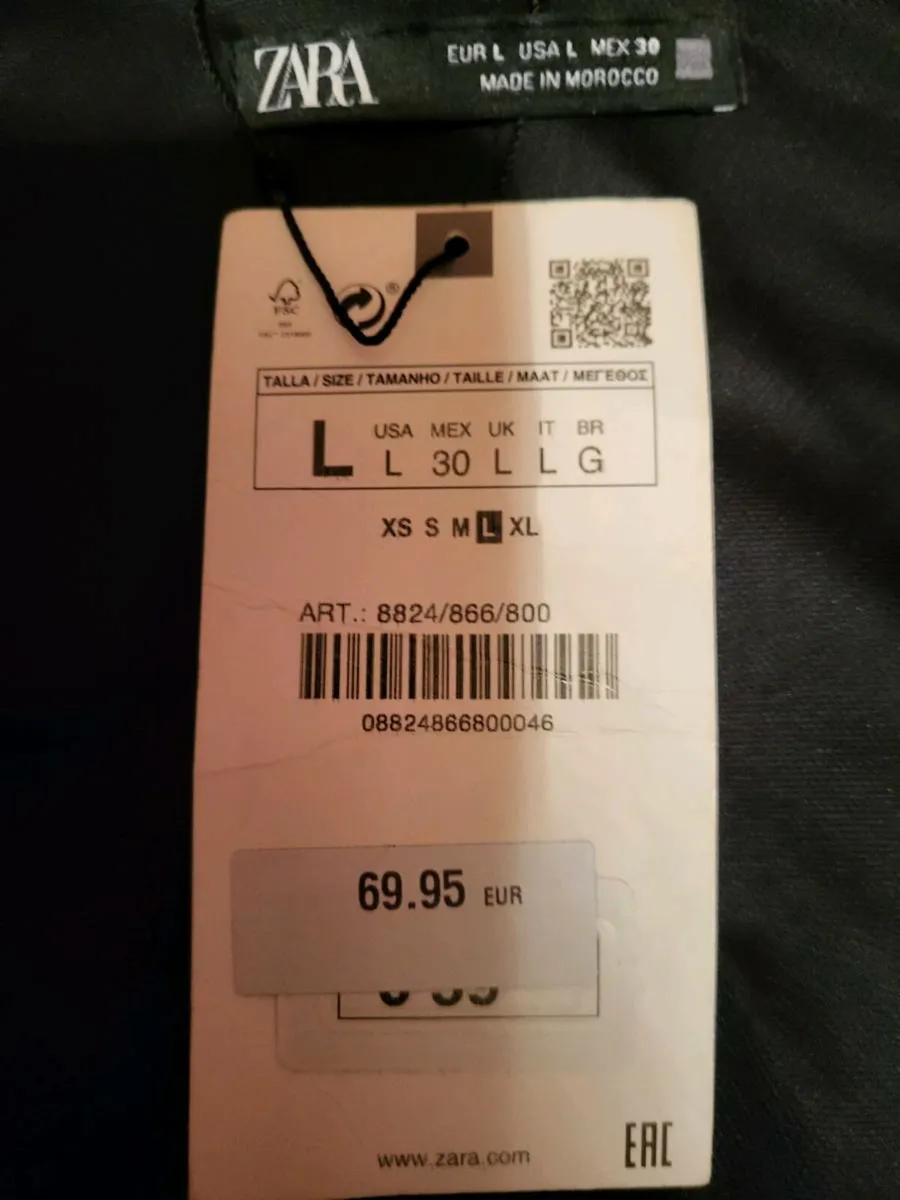 ZARA
EUR L USA L MEX 30
MADE IN MOROCCO
FSC
®
TALLA / SIZE / TAMANHO / TAILLE / MAAT / ΜΕΓΕΘΟΣ
L
USA MEX UK IT BR
L 30 L L G
XS S M L XL
ART.: 8824/866/800
08824866800046
69.95 EUR
www.zara.com
EAC